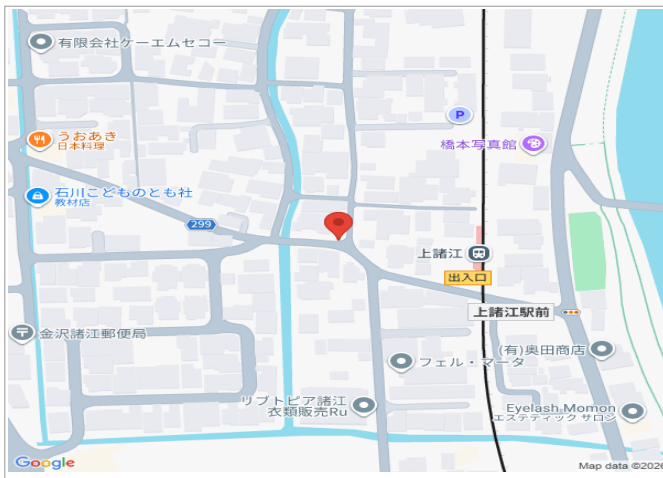 有限会社ケーエムセコー
P
うおあき
日本料理
橋本写真館
石川こどものとも社
教材店
299
上諸江
出入口
上諸江駅前
金沢諸江郵便局
(有)奥田商店
フェル・マータ
リブトピア諸江
衣類販売Ru
Eyelash Momon
エステティック サロン
Google
Map data ©2026